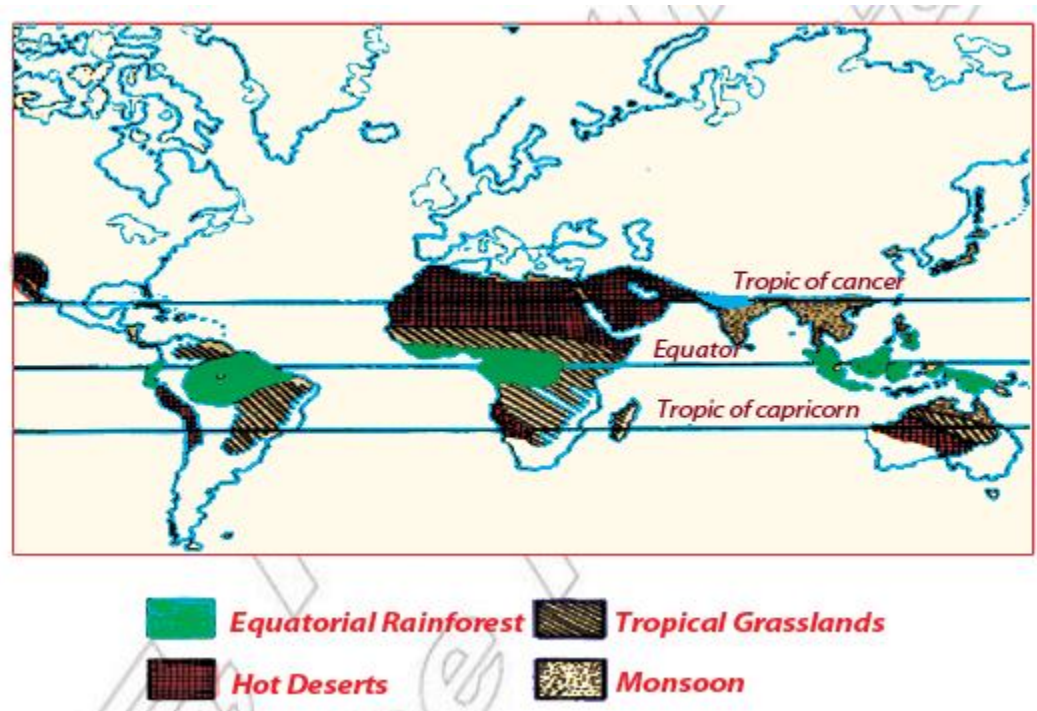 Tropic of cancer
Equator
Tropic of capricorn
Equatorial Rainforest
Tropical Grasslands
Hot Deserts
Monsoon